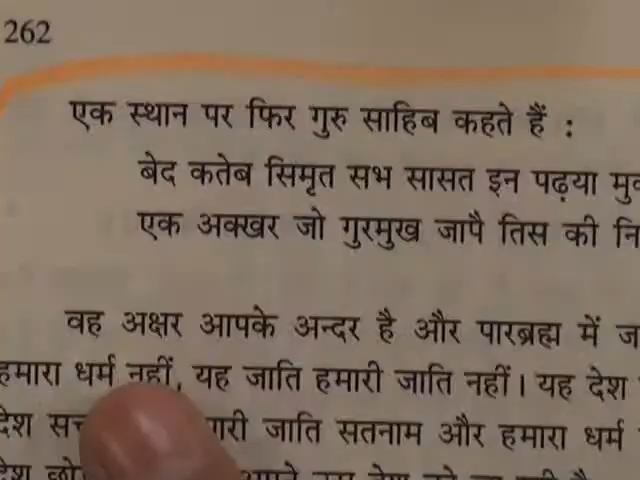 262
एक स्थान पर फिर गुरु साहिब कहते हैं :
बेद कतेब सिमृत सभ सासत इन पढ़या
एक अक्खर जो गुरमुख जापै तिस की
वह अक्षर आपके अन्दर है और पारब्रह्म में
हमारा धर्म नहीं, यह जाति हमारी जाति नहीं। यह देश
देश जाति सतनाम और हमारा धर्म
देश